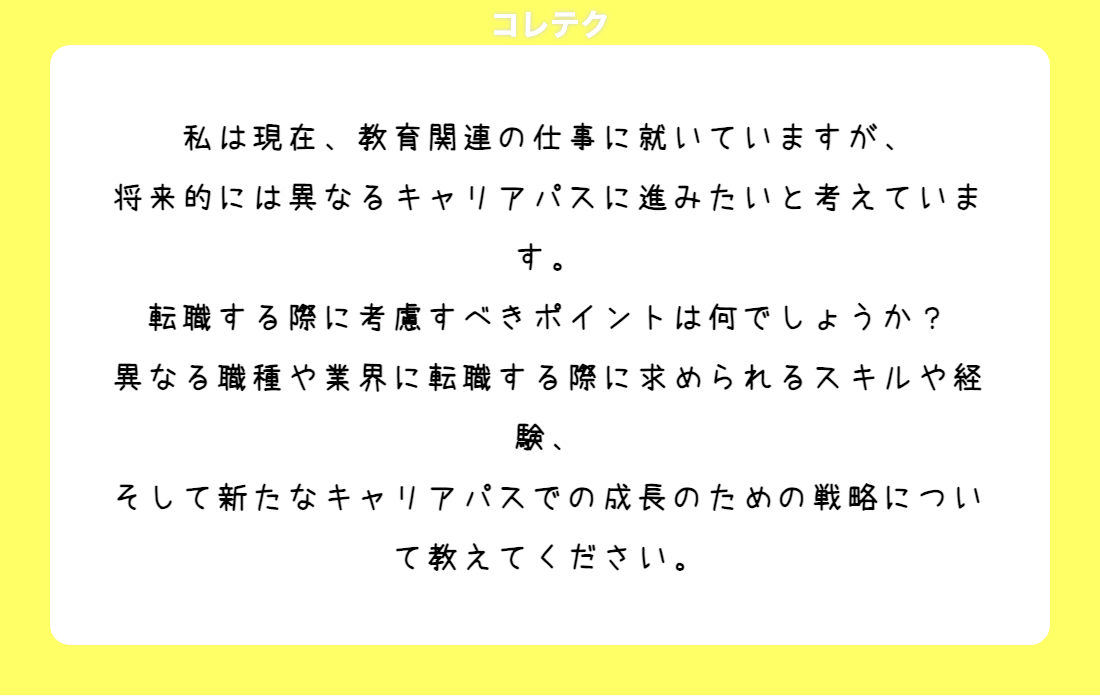 コレテク
私は現在、教育関連の仕事に就いていますが、
将来的には異なるキャリアパスに進みたいと考えていま
す。
転職する際に考慮すべきポイントは何でしょうか？
異なる職種や業界に転職する際に求められるスキルや経
験、
そして新たなキャリアパスでの成長のための戦略につい
て教えてください。